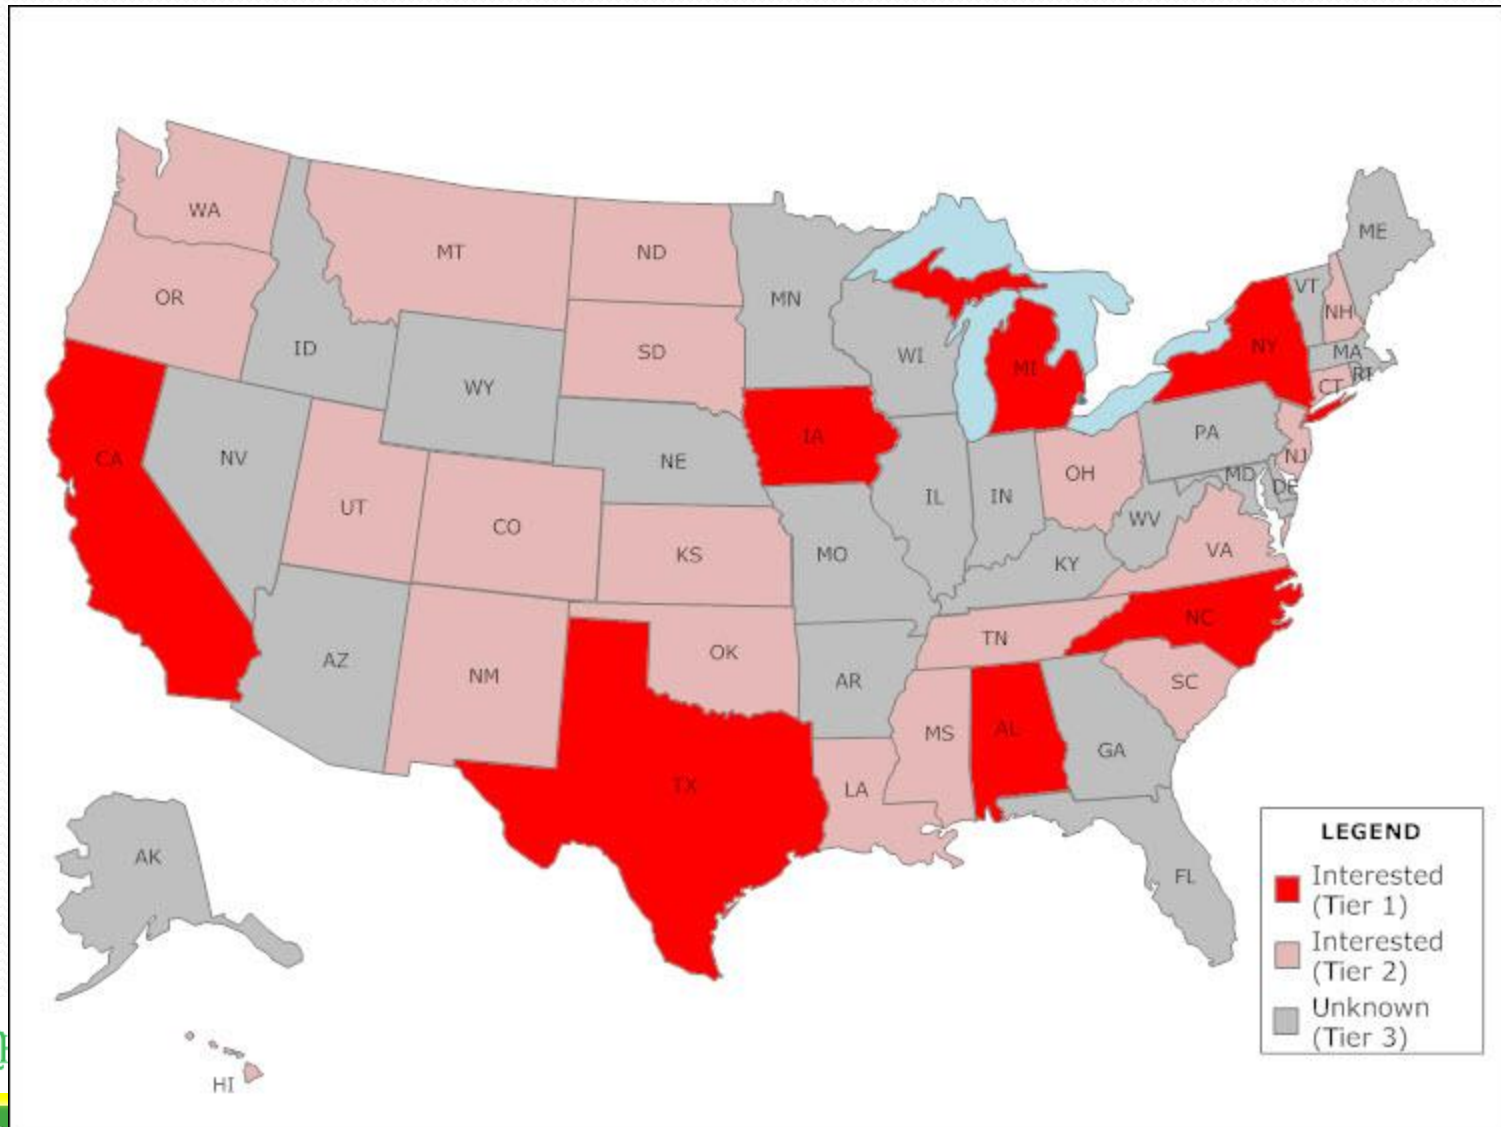 WA
MT
ND
MN
ME
VT
NH
OR
ID
SD
WI
MI
NY
MA
CT
RI
WY
IA
PA
NJ
CA
NV
NE
IL
IN
OH
MD
DE
UT
CO
KS
MO
WV
VA
KY
AZ
NM
OK
AR
TN
NC
SC
TX
LA
MS
AL
GA
FL
AK
HI
LEGEND
Interested
(Tier 1)
Interested
(Tier 2)
Unknown
(Tier 3)